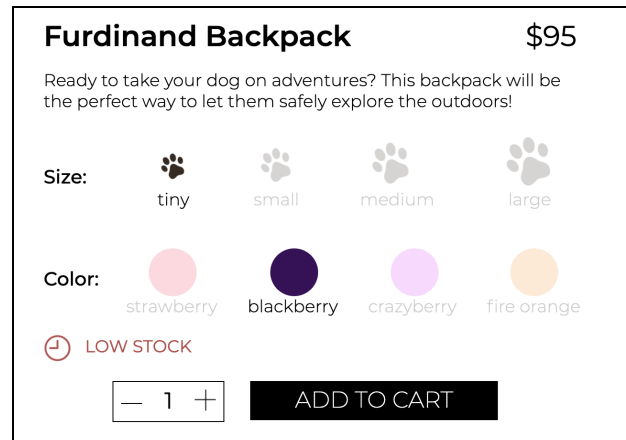 Furdinand Backpack $95
Ready to take your dog on adventures? This backpack will be
the perfect way to let them safely explore the outdoors!
Size:
tiny small medium large
Color:
strawberry blackberry crazyberry fire orange
LOW STOCK
— 1 + ADD TO CART